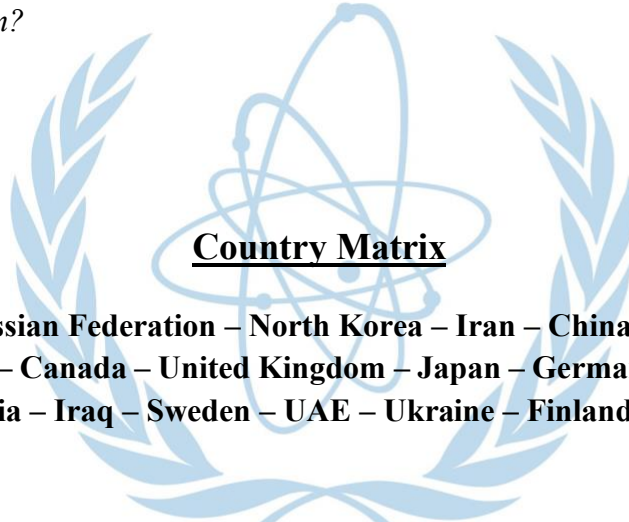 n?
Country Matrix
ssian Federation – North Korea – Iran – China
– Canada – United Kingdom – Japan – Germa
ia – Iraq – Sweden – UAE – Ukraine – Finland